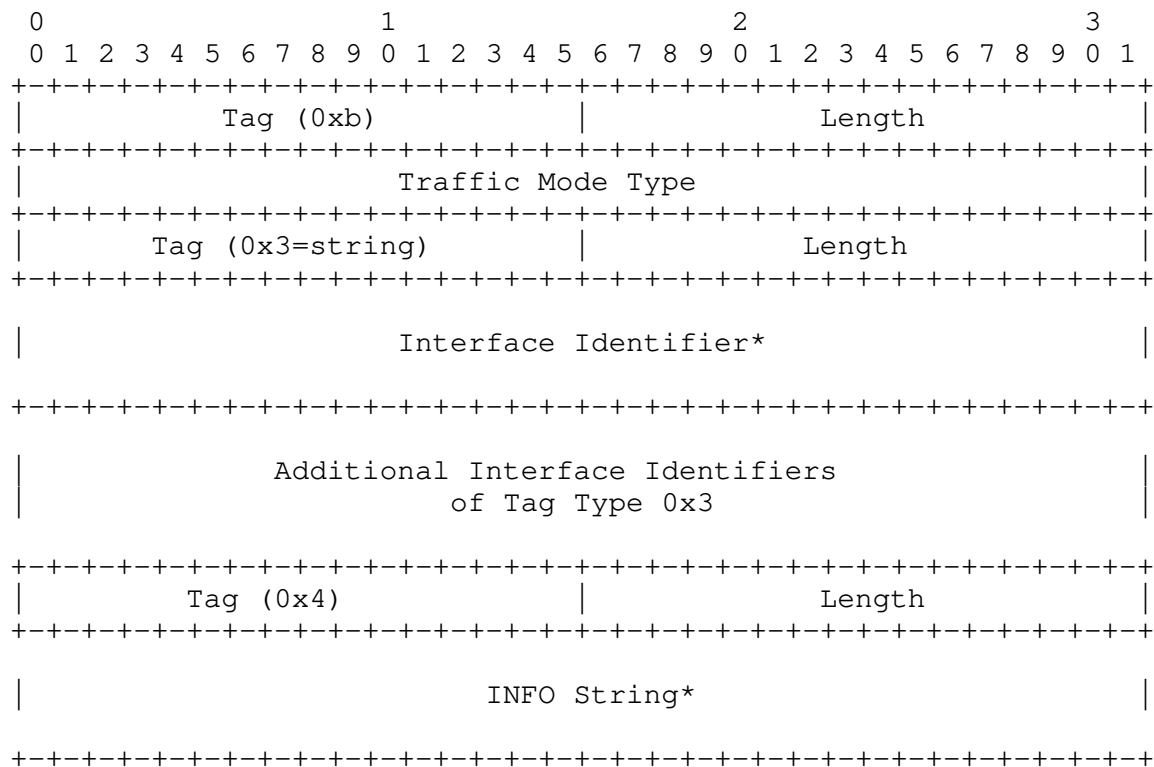 0                   1                   2                   3
 0 1 2 3 4 5 6 7 8 9 0 1 2 3 4 5 6 7 8 9 0 1 2 3 4 5 6 7 8 9 0 1
+-+-+-+-+-+-+-+-+-+-+-+-+-+-+-+-+-+-+-+-+-+-+-+-+-+-+-+-+-+-+-+-+
|           Tag (0xb)           |             Length            |
+-+-+-+-+-+-+-+-+-+-+-+-+-+-+-+-+-+-+-+-+-+-+-+-+-+-+-+-+-+-+-+-+
|                     Traffic Mode Type                         |
+-+-+-+-+-+-+-+-+-+-+-+-+-+-+-+-+-+-+-+-+-+-+-+-+-+-+-+-+-+-+-+-+
|       Tag (0x3=string)        |            Length             |
+-+-+-+-+-+-+-+-+-+-+-+-+-+-+-+-+-+-+-+-+-+-+-+-+-+-+-+-+-+-+-+-+
|                     Interface Identifier*                     |
+-+-+-+-+-+-+-+-+-+-+-+-+-+-+-+-+-+-+-+-+-+-+-+-+-+-+-+-+-+-+-+-+
|              Additional Interface Identifiers                 |
|                        of Tag Type 0x3                        |
+-+-+-+-+-+-+-+-+-+-+-+-+-+-+-+-+-+-+-+-+-+-+-+-+-+-+-+-+-+-+-+-+
|         Tag (0x4)             |             Length            |
+-+-+-+-+-+-+-+-+-+-+-+-+-+-+-+-+-+-+-+-+-+-+-+-+-+-+-+-+-+-+-+-+
|                          INFO String*                         |
+-+-+-+-+-+-+-+-+-+-+-+-+-+-+-+-+-+-+-+-+-+-+-+-+-+-+-+-+-+-+-+-+